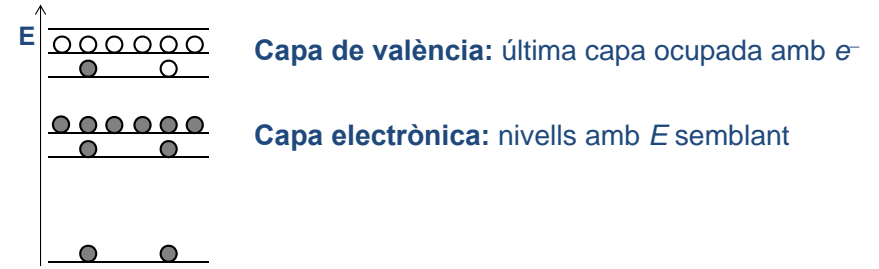 E
Capa de valència: última capa ocupada amb e⁻
Capa electrònica: nivells amb E semblant